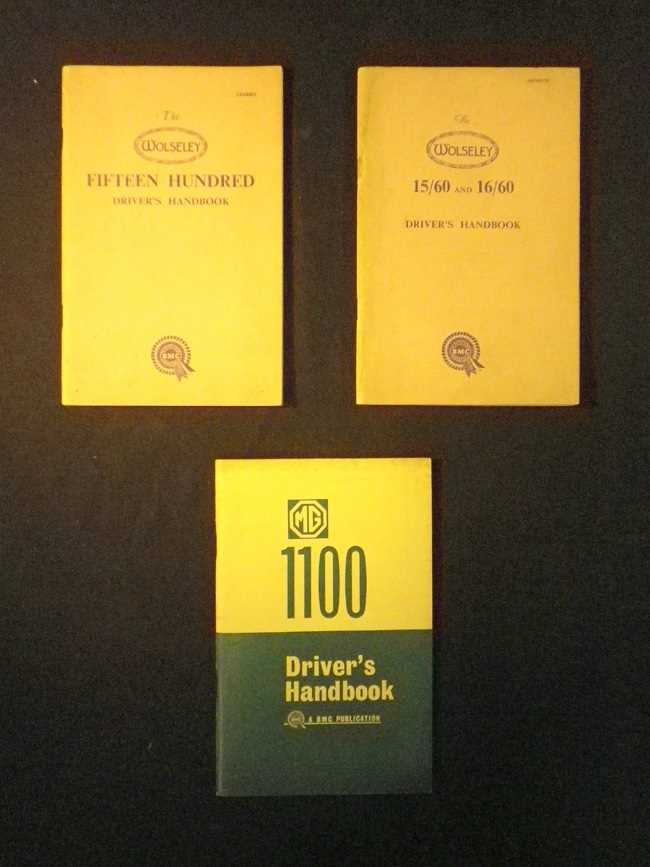 The
WOLSELEY
FIFTEEN HUNDRED
DRIVER'S HANDBOOK
BMC
The
WOLSELEY
15/60 AND 16/60
DRIVER'S HANDBOOK
BMC
MG
1100
Driver's
Handbook
A BMC PUBLICATION